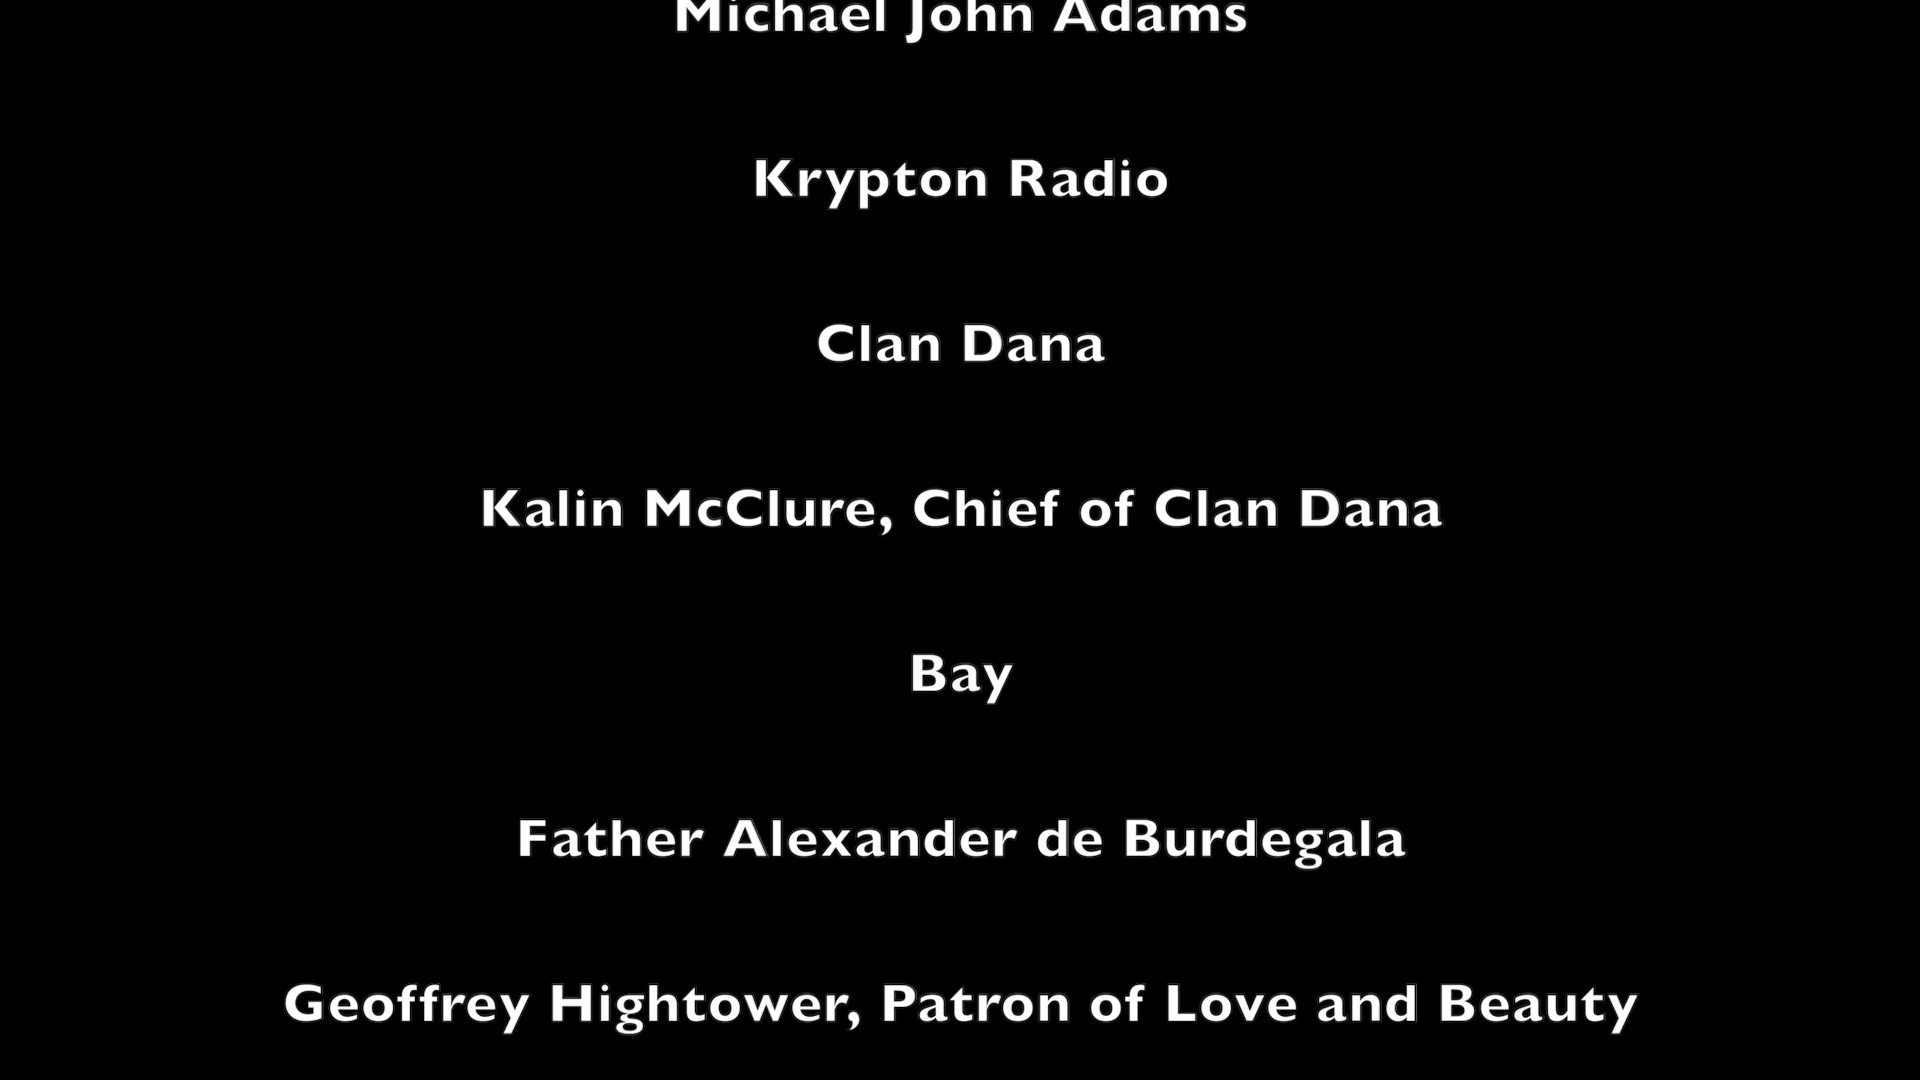 Michael John Adams
Krypton Radio
Clan Dana
Kalin McClure, Chief of Clan Dana
Bay
Father Alexander de Burdegala
Geoffrey Hightower, Patron of Love and Beauty